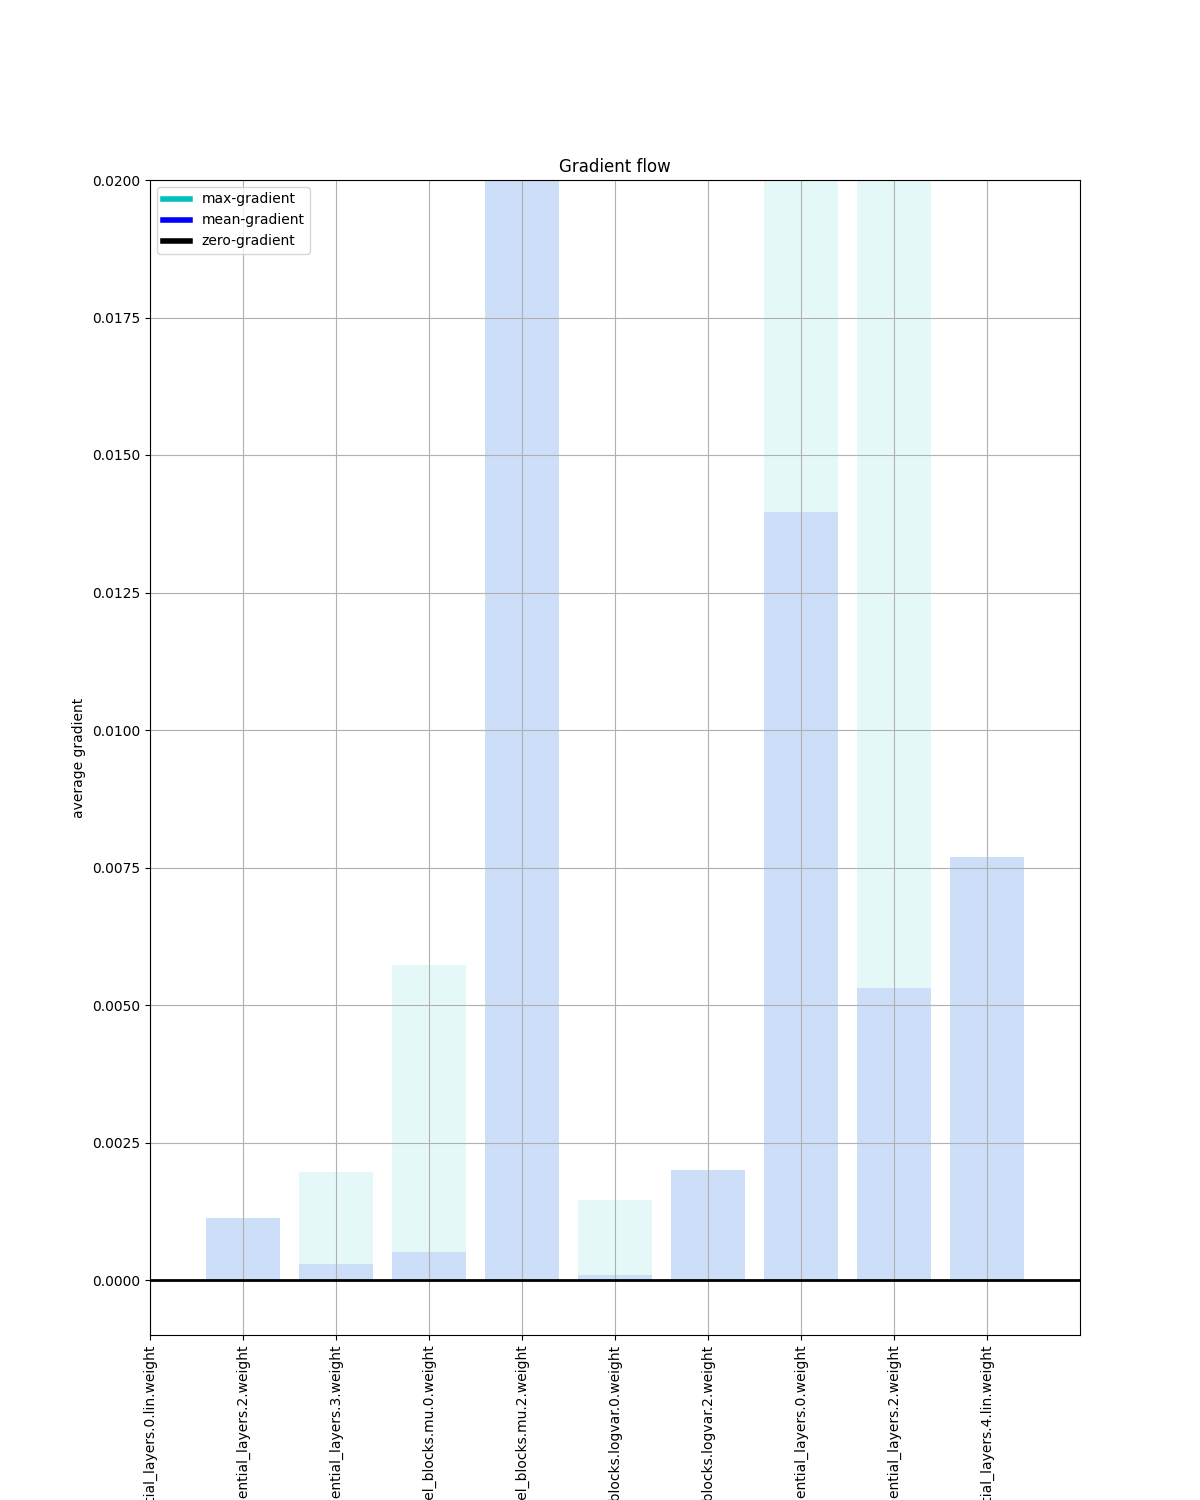 Gradient flow
max-gradient
mean-gradient
zero-gradient
0.0200
0.0175
0.0150
0.0125
0.0100
0.0075
0.0050
0.0025
0.0000
average gradient
tial_layers.0.lin.weight
ential_layers.2.weight
ential_layers.3.weight
el_blocks.mu.0.weight
el_blocks.mu.2.weight
blocks.logvar.0.weight
blocks.logvar.2.weight
ential_layers.0.weight
ential_layers.2.weight
tial_layers.4.lin.weight